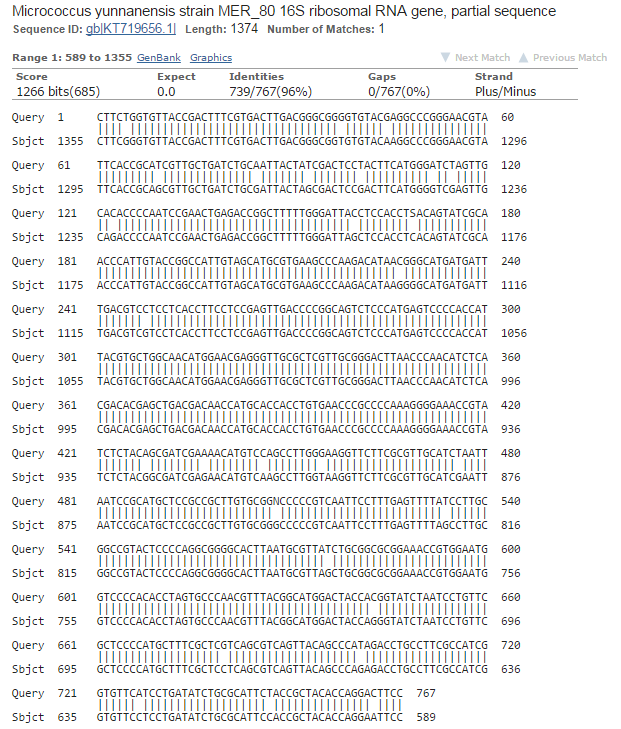 Micrococcus yunnanensis strain MER_80 16S ribosomal RNA gene, partial sequence
Sequence ID: gb|KT719656.1| Length: 1374 Number of Matches: 1
Range 1: 589 to 1355 GenBank Graphics ▼ Next Match ▲ Previous Match
Score Expect Identities Gaps Strand
1266 bits(685) 0.0 739/767(96%) 0/767(0%) Plus/Minus
Query 1 CTTCTGGTGTTACCGACTTTCGTGACTTGACGGGCGGGGTGTACGAGGCCCGGGAACGTA 60
Sbjct 1355 CTTCGGGTGTTACCGACTTTCGTGACTTGACGGGCGGTGTGTACAAGGCCCGGGAACGTA 1296
Query 61 TTCACCGCATCGTTGCTGATCTGCAATTACTATCGACTCCTACTTCATGGGATCTAGTTG 120
Sbjct 1295 TTCACCGCAGCGTTGCTGATCTGCGATTACTAGCGACTCCGACTTCATGGGGTCGAGTTG 1236
Query 121 CACACCCCAATCCGAACTGAGACCGGCTTTTTGGGATTACCTCCACCTSACAGTATCGCA 180
Sbjct 1235 CAGACCCCAATCCGAACTGAGACCGGCTTTTTGGGATTAGCTCCACCTCACAGTATCGCA 1176
Query 181 ACCCATTGTACCGGCCATTGTAGCATGCGTGAAGCCCAAGACATAACGGGCATGATGATT 240
Sbjct 1175 ACCCATTGTACCGGCCATTGTAGCATGCGTGAAGCCCAAGACATAAGGGGCATGATGATT 1116
Query 241 TGACGTCCTCCTCACCTTCCTCCGAGTTGACCCCGGCAGTCTCCCATGAGTCCCCACCAT 300
Sbjct 1115 TGACGTCGTCCTCACCTTCCTCCGAGTTGACCCCGGCAGTCTCCCATGAGTCCCCACCAT 1056
Query 301 TACGTGCTGGCAACATGGAACGAGGGTTGCGCTCGTTGCGGGACTTAACCCAACATCTCA 360
Sbjct 1055 TACGTGCTGGCAACATGGAACGAGGGTTGCGCTCGTTGCGGGACTTAACCCAACATCTCA 996
Query 361 CGACACGAGCTGACGACAACCATGCACCACCTGTGAACCCGCCCCAAAGGGGAAACCGTA 420
Sbjct 995 CGACACGAGCTGACGACAACCATGCACCACCTGTGAACCCGCCCCAAAGGGGAAACCGTA 936
Query 421 TCTCTACAGCGATCGAAAACATGTCCAGCCTTGGGAAGGTTCTTCGCGTTGCATCTAATT 480
Sbjct 935 TCTCTACGGCGATCGAGAACATGTCAAGCCTTGGTAAGGTTCTTCGCGTTGCATCGAATT 876
Query 481 AATCCGCATGCTCCGCCGCTTGTGCGGNCCCCCGTCAATTCCTTTGAGTTTTATCCTTGC 540
Sbjct 875 AATCCGCATGCTCCGCCGCTTGTGCGGGCCCCCGTCAATTCCTTTGAGTTTTAGCCTTGC 816
Query 541 GGCCGTACTCCCCAGGCGGGGCACTTAATGCGTTATCTGCGGCGCGGAAACCGTGGAATG 600
Sbjct 815 GGCCGTACTCCCCAGGCGGGGCACTTAATGCGTTAGCTGCGGCGCGGAAACCGTGGAATG 756
Query 601 GTCCCCACACCTAGTGCCCAACGTTTACGGCATGGACTACCACGGTATCTAATCCTGTTC 660
Sbjct 755 GTCCCCACACCTAGTGCCCAACGTTTACGGCATGGACTACCAGGGTATCTAATCCTGTTC 696
Query 661 GCTCCCCATGCTTTCGCTCGTCAGCGTCAGTTACAGCCCATAGACCTGCCTTCGCCATCG 720
Sbjct 695 GCTCCCCATGCTTTCGCTCCTCAGCGTCAGTTACAGCCCAGAGACCTGCCTTCGCCATCG 636
Query 721 GTGTTCATCCTGATATCTGCGCATTCTACCGCTACACCAGGACTTCC 767
Sbjct 635 GTGTTCCTCCTGATATCTGCGCATTCCACCGCTACACCAGGAATTCC 589